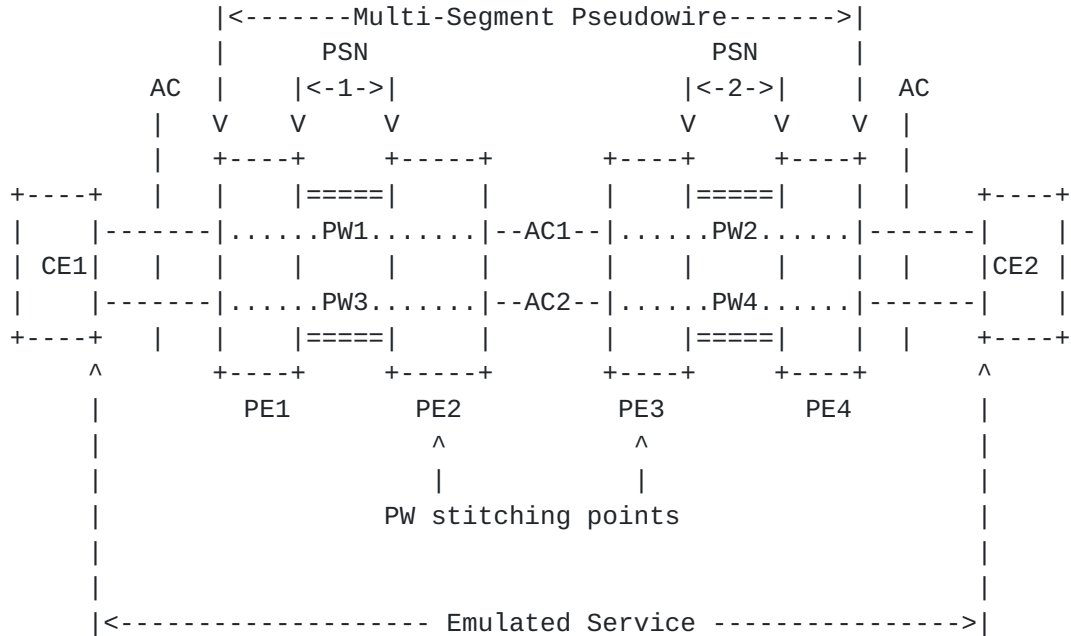 |<-------Multi-Segment Pseudowire------->|
PSN PSN
AC |<-1->| |<-2->| AC
V V V V V V
|.......PW1.......|--AC1--|......PW2......|
CE1 CE2
|.......PW3.......|--AC2--|......PW4......|
PE1 PE2 PE3 PE4
PW stitching points
|<-------------------- Emulated Service ---------------->|